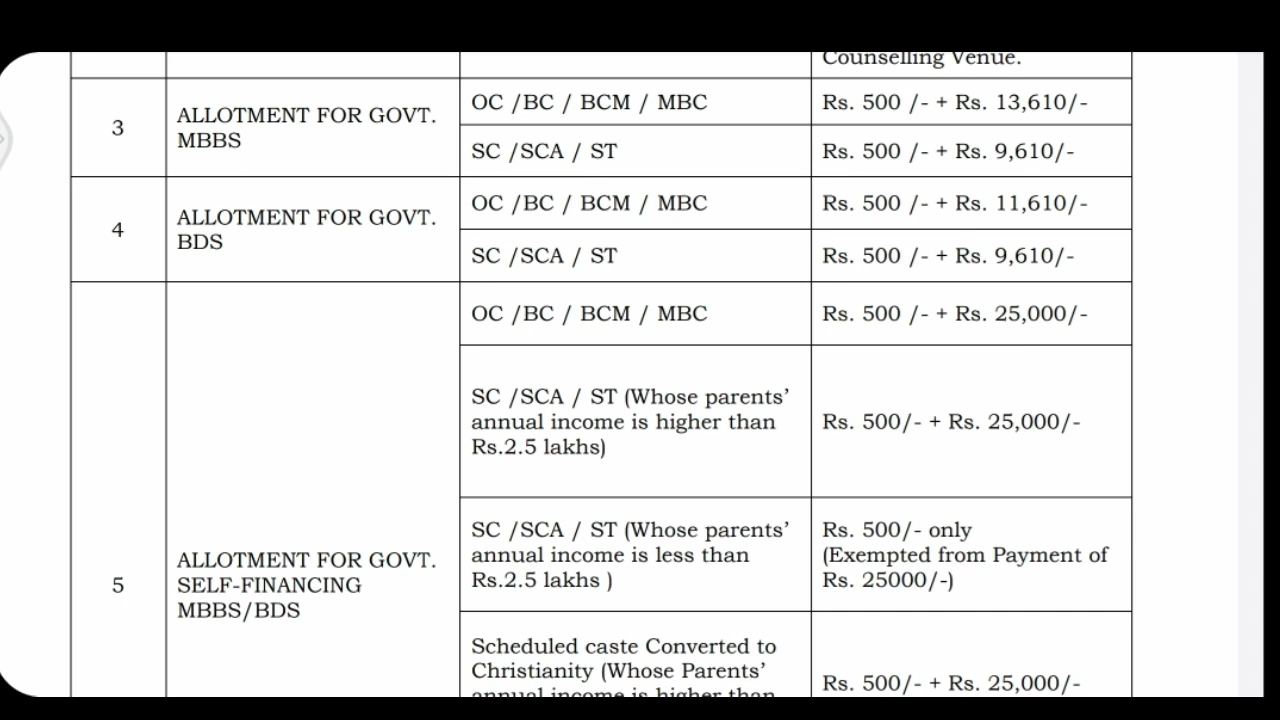 Counselling Venue.
3
ALLOTMENT FOR GOVT.
MBBS
OC /BC / BCM / MBC
Rs. 500 /- + Rs. 13,610/-
SC /SCA / ST
Rs. 500 /- + Rs. 9,610/-
4
ALLOTMENT FOR GOVT.
BDS
OC /BC / BCM / MBC
Rs. 500 /- + Rs. 11,610/-
SC /SCA / ST
Rs. 500 /- + Rs. 9,610/-
5
ALLOTMENT FOR GOVT.
SELF-FINANCING
MBBS/BDS
OC /BC / BCM / MBC
Rs. 500 /- + Rs. 25,000/-
SC /SCA / ST (Whose parents’
annual income is higher than
Rs.2.5 lakhs)
Rs. 500/- + Rs. 25,000/-
SC /SCA / ST (Whose parents’
annual income is less than
Rs.2.5 lakhs )
Rs. 500/- only
(Exempted from Payment of
Rs. 25000/-)
Scheduled caste Converted to
Christianity (Whose Parents’
annual income is higher than
Rs. 500/- + Rs. 25,000/-